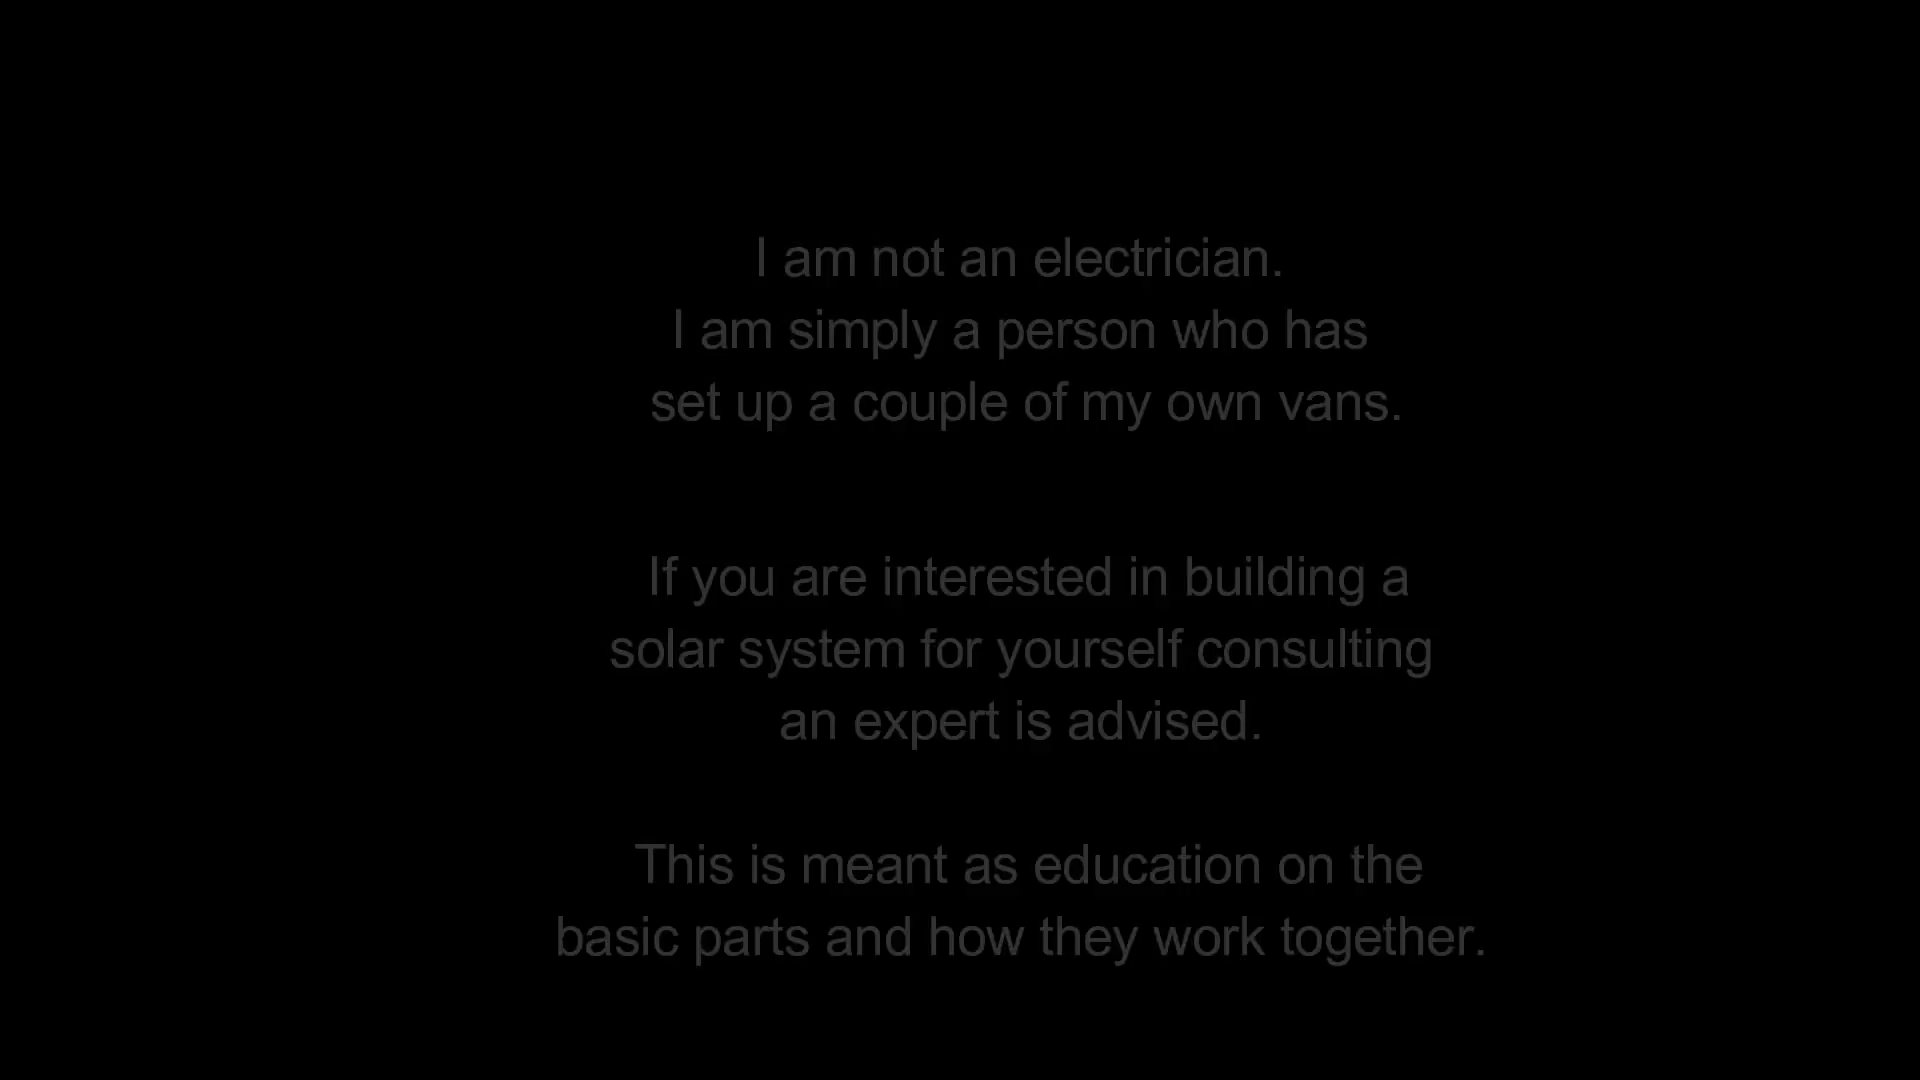 I am not an electrician.
I am simply a person who has
set up a couple of my own vans.
If you are interested in building a
solar system for yourself consulting
an expert is advised.
This is meant as education on the
basic parts and how they work together.